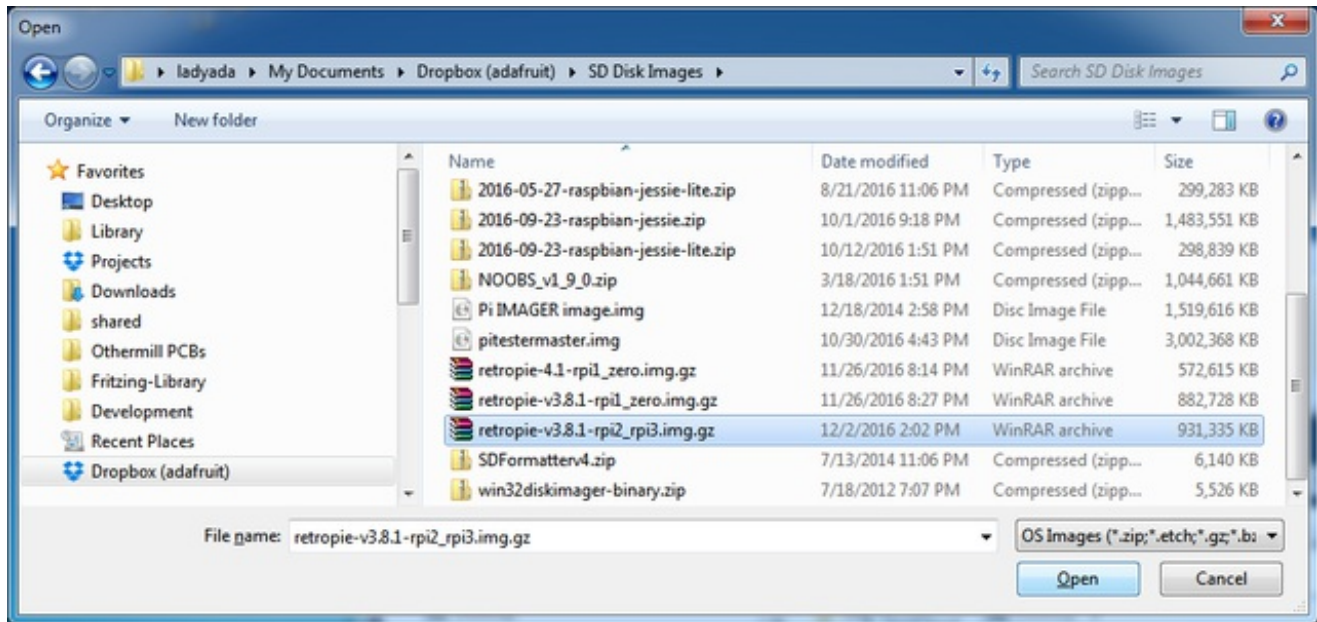 Open
ladyada ▸ My Documents ▸ Dropbox (adafruit) ▸ SD Disk Images ▸ Search SD Disk Images
Organize New folder
Favorites
Desktop
Library
Projects
Downloads
shared
Othermill PCBs
Fritzing-Library
Development
Recent Places
Dropbox (adafruit)
Name Date modified Type Size
2016-05-27-raspbian-jessie-lite.zip 8/21/2016 11:06 PM Compressed (zipp... 299,283 KB
2016-09-23-raspbian-jessie.zip 10/1/2016 9:18 PM Compressed (zipp... 1,483,551 KB
2016-09-23-raspbian-jessie-lite.zip 10/12/2016 1:51 PM Compressed (zipp... 298,839 KB
NOOBS_v1_9_0.zip 3/18/2016 1:51 PM Compressed (zipp... 1,044,661 KB
Pi IMAGER image.img 12/18/2014 2:58 PM Disc Image File 1,519,616 KB
pitestermaster.img 10/30/2016 4:43 PM Disc Image File 3,002,368 KB
retropie-4.1-rpi1_zero.img.gz 11/26/2016 8:14 PM WinRAR archive 572,615 KB
retropie-v3.8.1-rpi1_zero.img.gz 11/26/2016 8:27 PM WinRAR archive 882,728 KB
retropie-v3.8.1-rpi2_rpi3.img.gz 12/2/2016 2:02 PM WinRAR archive 931,335 KB
SDFormatterv4.zip 7/13/2014 11:06 PM Compressed (zipp... 6,140 KB
win32diskimager-binary.zip 7/18/2012 7:07 PM Compressed (zipp... 5,526 KB
File name: retropie-v3.8.1-rpi2_rpi3.img.gz OS Images (*.zip;*.etch;*.gz;*.ba
Open Cancel